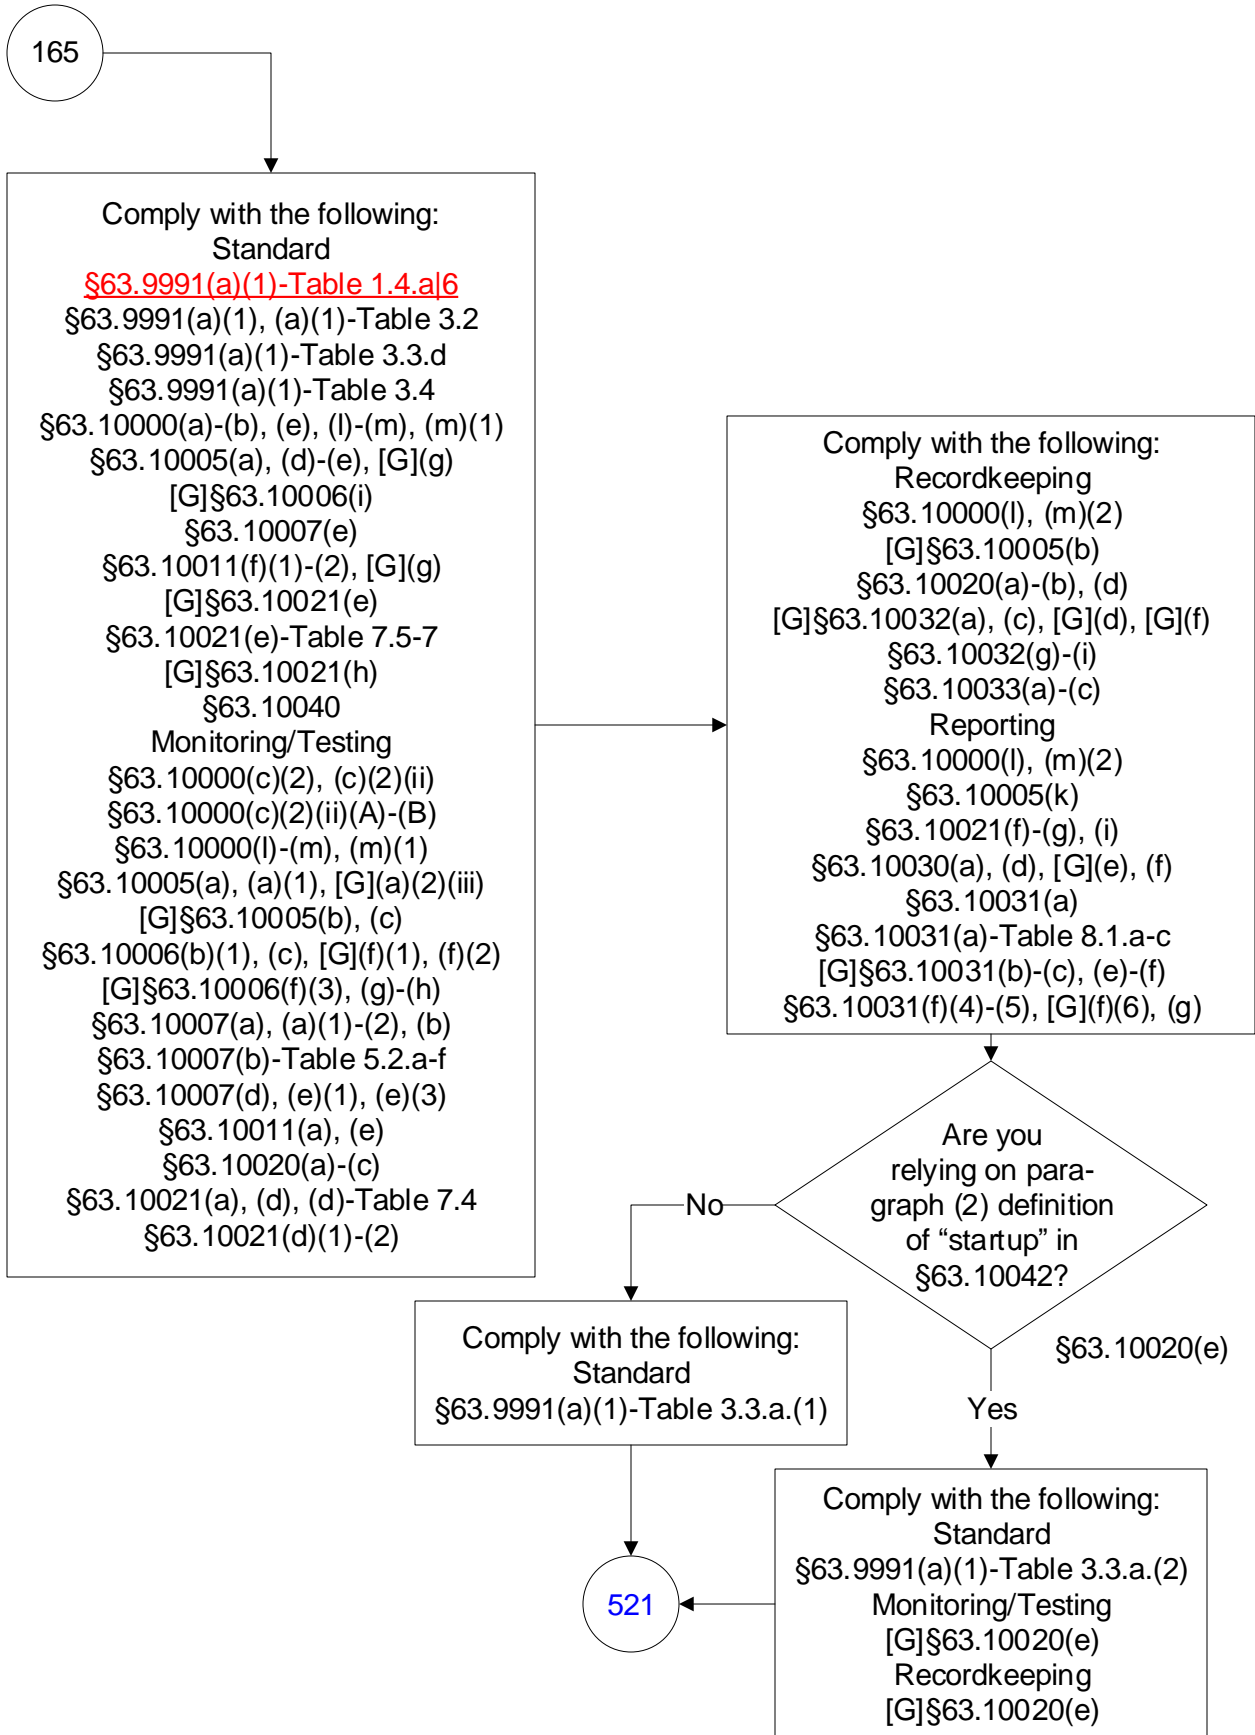 165
Comply with the following:
Standard
§63.9991(a)(1)-Table 1.4.a|6
§63.9991(a)(1), (a)(1)-Table 3.2
§63.9991(a)(1)-Table 3.3.d
§63.9991(a)(1)-Table 3.4
§63.10000(a)-(b), (e), (l)-(m), (m)(1)
§63.10005(a), (d)-(e), [G](g)
[G]§63.10006(i)
§63.10007(e)
§63.10011(f)(1)-(2), [G](g)
[G]§63.10021(e)
§63.10021(e)-Table 7.5-7
[G]§63.10021(h)
§63.10040
Monitoring/Testing
§63.10000(c)(2), (c)(2)(ii)
§63.10000(c)(2)(ii)(A)-(B)
§63.10000(l)-(m), (m)(1)
§63.10005(a), (a)(1), [G](a)(2)(iii)
[G]§63.10005(b), (c)
§63.10006(b)(1), (c), [G](f)(1), (f)(2)
[G]§63.10006(f)(3), (g)-(h)
§63.10007(a), (a)(1)-(2), (b)
§63.10007(b)-Table 5.2.a-f
§63.10007(d), (e)(1), (e)(3)
§63.10011(a), (e)
§63.10020(a)-(c)
§63.10021(a), (d), (d)-Table 7.4
§63.10021(d)(1)-(2)
Comply with the following:
Recordkeeping
§63.10000(l), (m)(2)
[G]§63.10005(b)
§63.10020(a)-(b), (d)
[G]§63.10032(a), (c), [G](d), [G](f)
§63.10032(g)-(i)
§63.10033(a)-(c)
Reporting
§63.10000(l), (m)(2)
§63.10005(k)
§63.10021(f)-(g), (i)
§63.10030(a), (d), [G](e), (f)
§63.10031(a)
§63.10031(a)-Table 8.1.a-c
[G]§63.10031(b)-(c), (e)-(f)
§63.10031(f)(4)-(5), [G](f)(6), (g)
Are you
relying on para-
graph (2) definition
of “startup” in
§63.10042?
No
§63.10020(e)
Yes
Comply with the following:
Standard
§63.9991(a)(1)-Table 3.3.a.(1)
Comply with the following:
Standard
§63.9991(a)(1)-Table 3.3.a.(2)
Monitoring/Testing
[G]§63.10020(e)
Recordkeeping
[G]§63.10020(e)
521